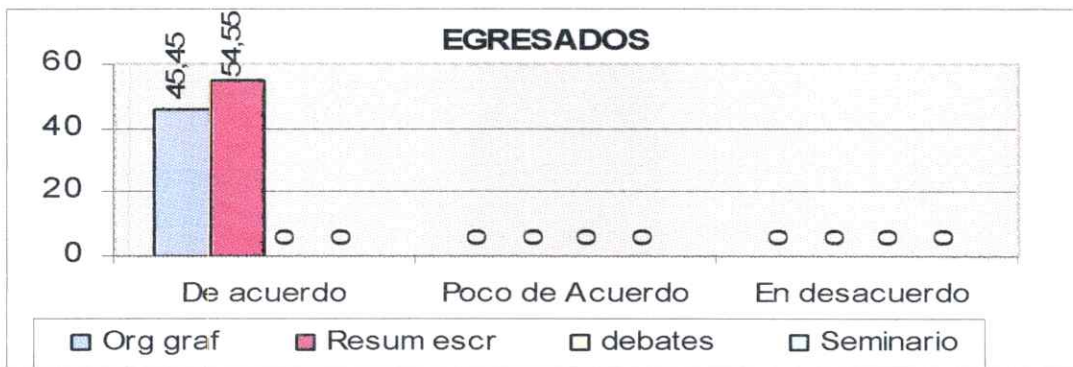 EGRESADOS
45,45
54,55
60
40
20
0
0 0 0 0 0 0 0 0 0 0
De acuerdo Poco de Acuerdo En desacuerdo
Org graf Resum escr debates Seminario